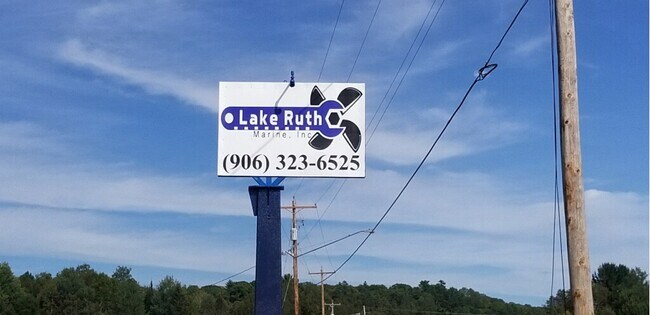 Lake Ruth
Marine, Inc
(906) 323-6525